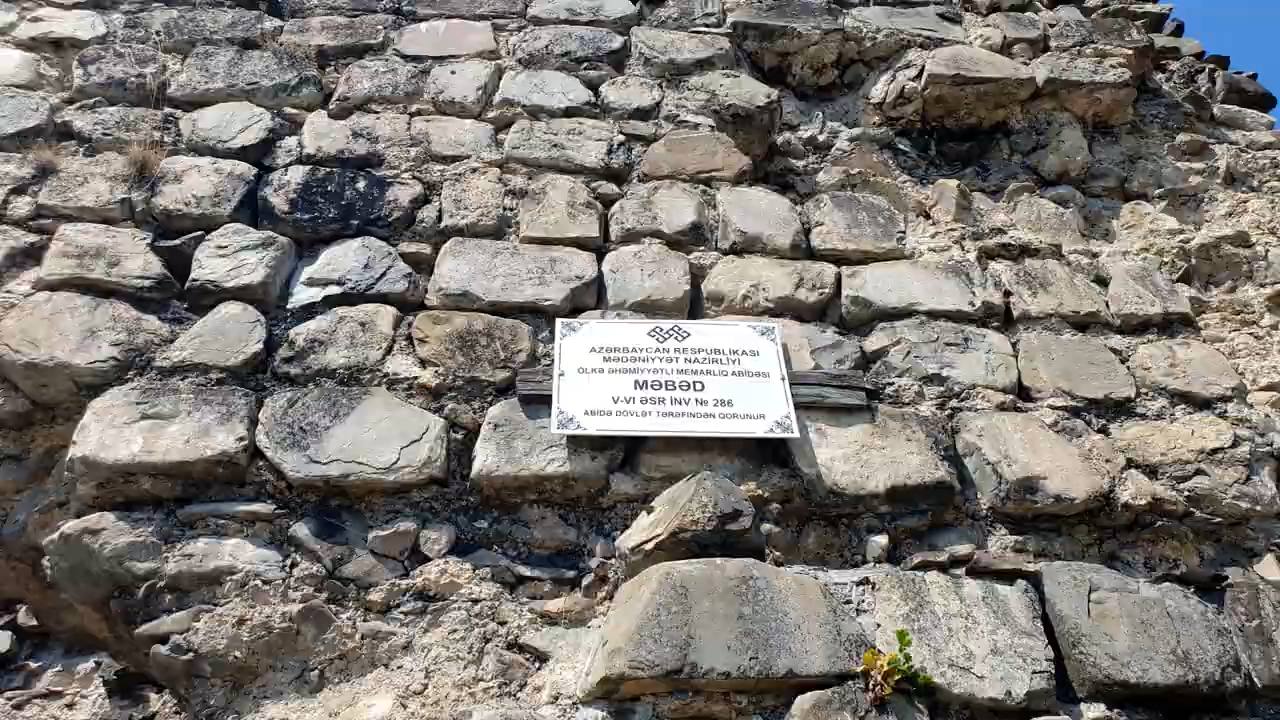 AZƏRBAYCAN RESPUBLİKASI
MƏDƏNİYYƏT NAZİRLİYİ
ÖLKƏ ƏHƏMİYYƏTLİ MEMARLIQ ABİDƏSİ
MƏBƏD
V-VI ƏSR İNV № 286
ABİDƏ DÖVLƏT TƏRƏFİNDƏN QORUNUR